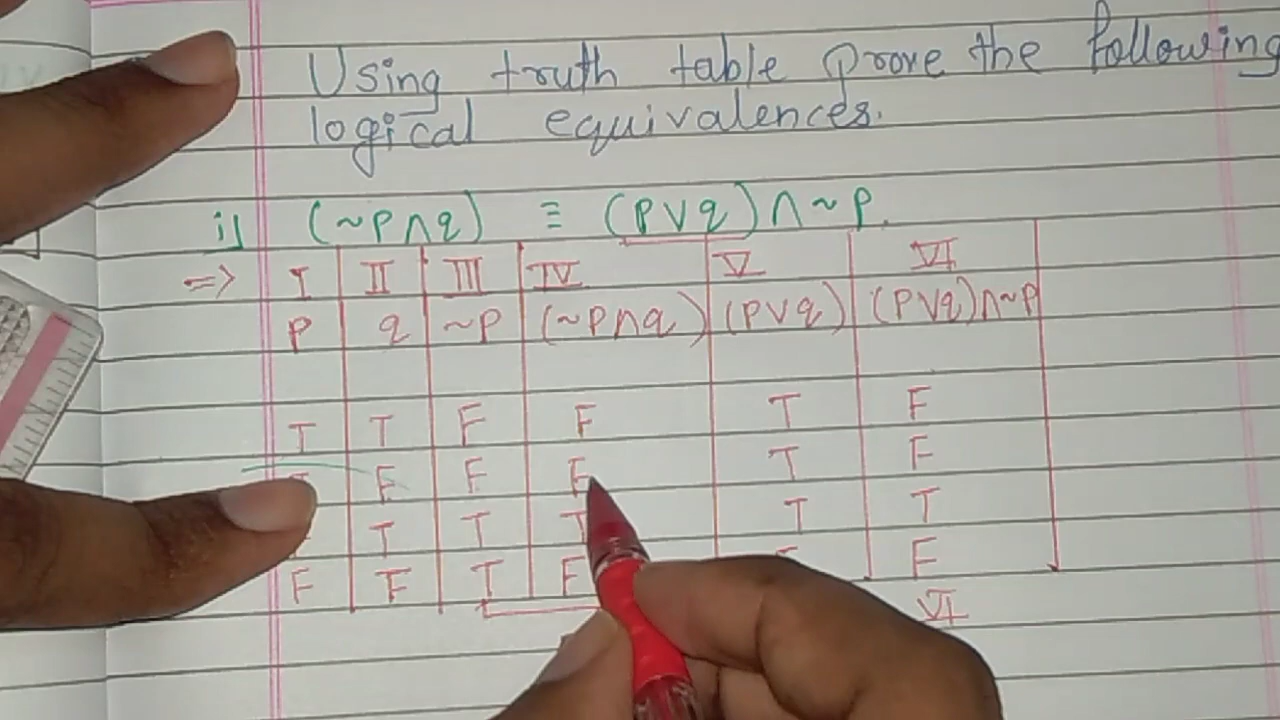 Using truth table prove the following
logical equivalences.
i) (~p∧q) ≡ (p∨q)∧~p.
=> I II III IV V VI
p q ~p (~p∧q) (p∨q) (p∨q)∧~p
T T F F T F
F F F T F
T T T T T
F F T F F
VI